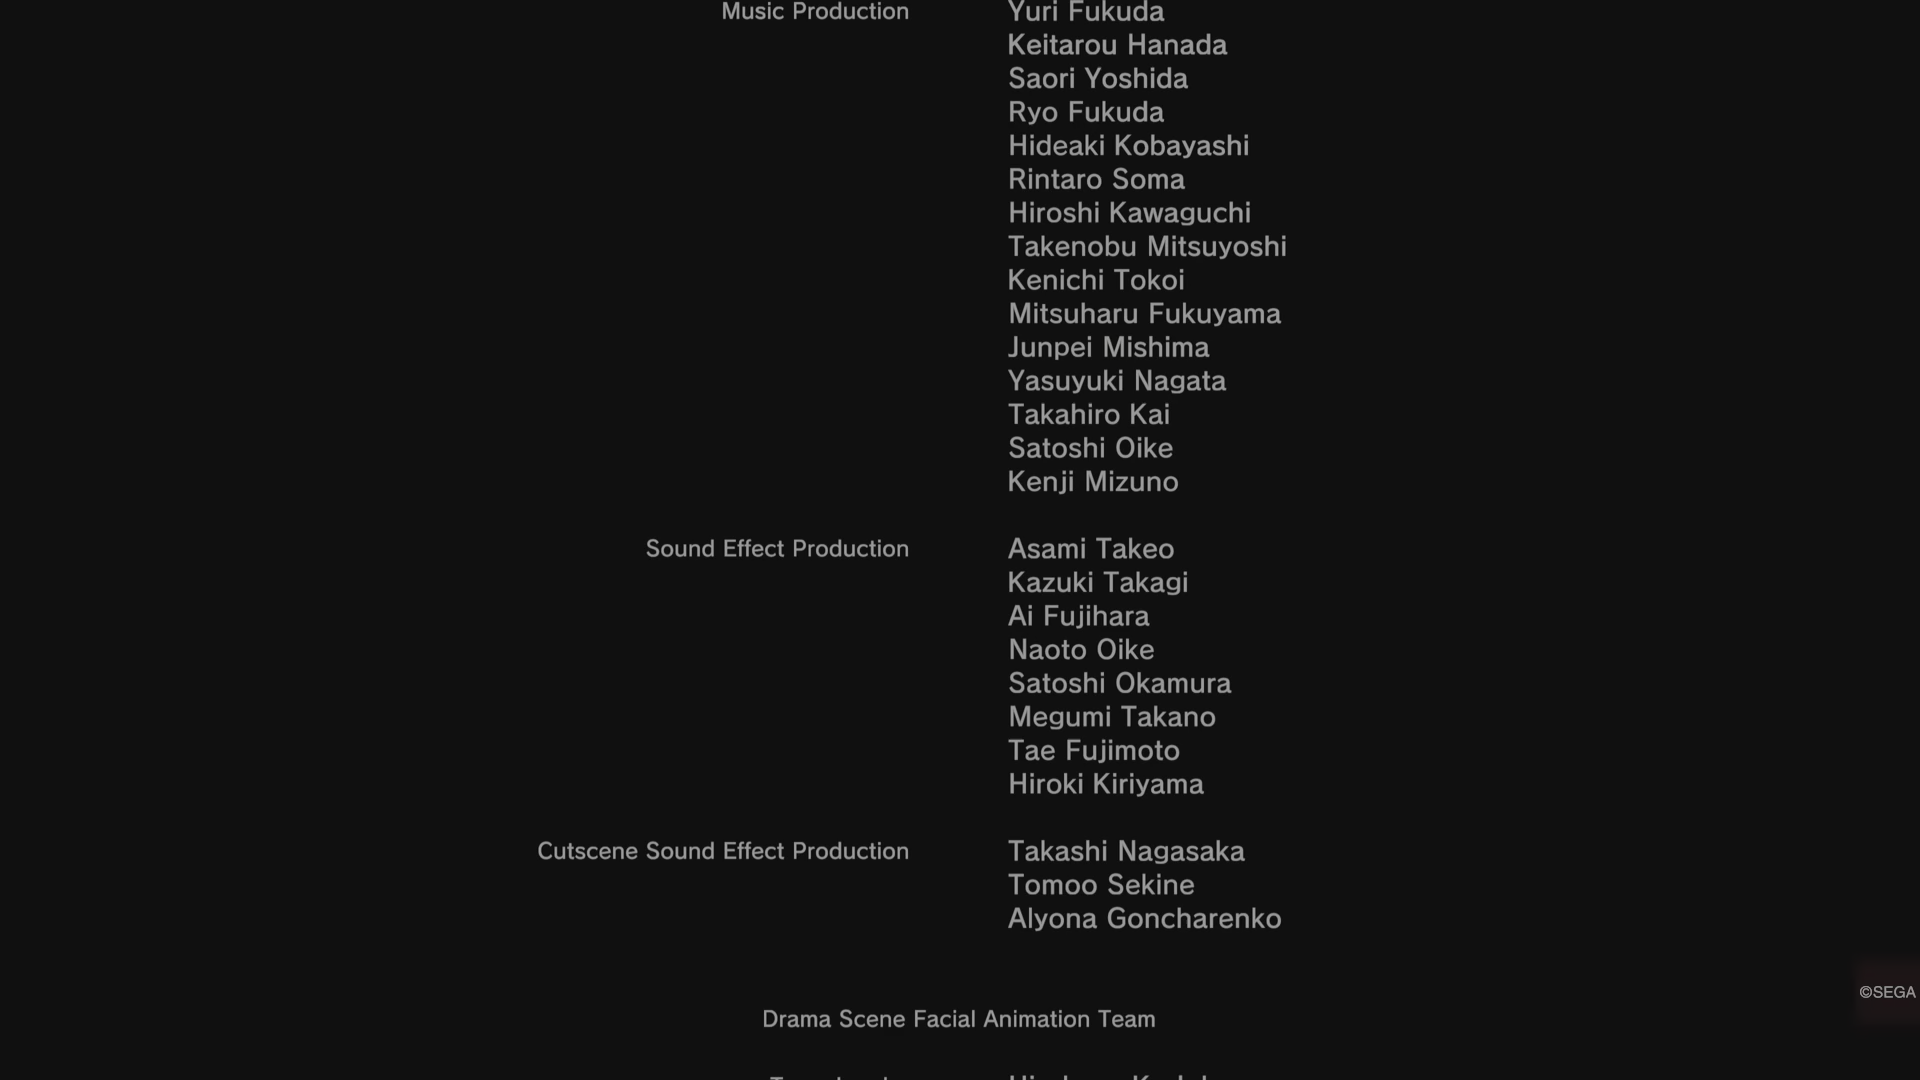 Music Production Yuri Fukuda
Keitarou Hanada
Saori Yoshida
Ryo Fukuda
Hideaki Kobayashi
Rintaro Soma
Hiroshi Kawaguchi
Takenobu Mitsuyoshi
Kenichi Tokoi
Mitsuharu Fukuyama
Junpei Mishima
Yasuyuki Nagata
Takahiro Kai
Satoshi Oike
Kenji Mizuno
Sound Effect Production Asami Takeo
Kazuki Takagi
Ai Fujihara
Naoto Oike
Satoshi Okamura
Megumi Takano
Tae Fujimoto
Hiroki Kiriyama
Cutscene Sound Effect Production Takashi Nagasaka
Tomoo Sekine
Alyona Goncharenko
©SEGA
Drama Scene Facial Animation Team